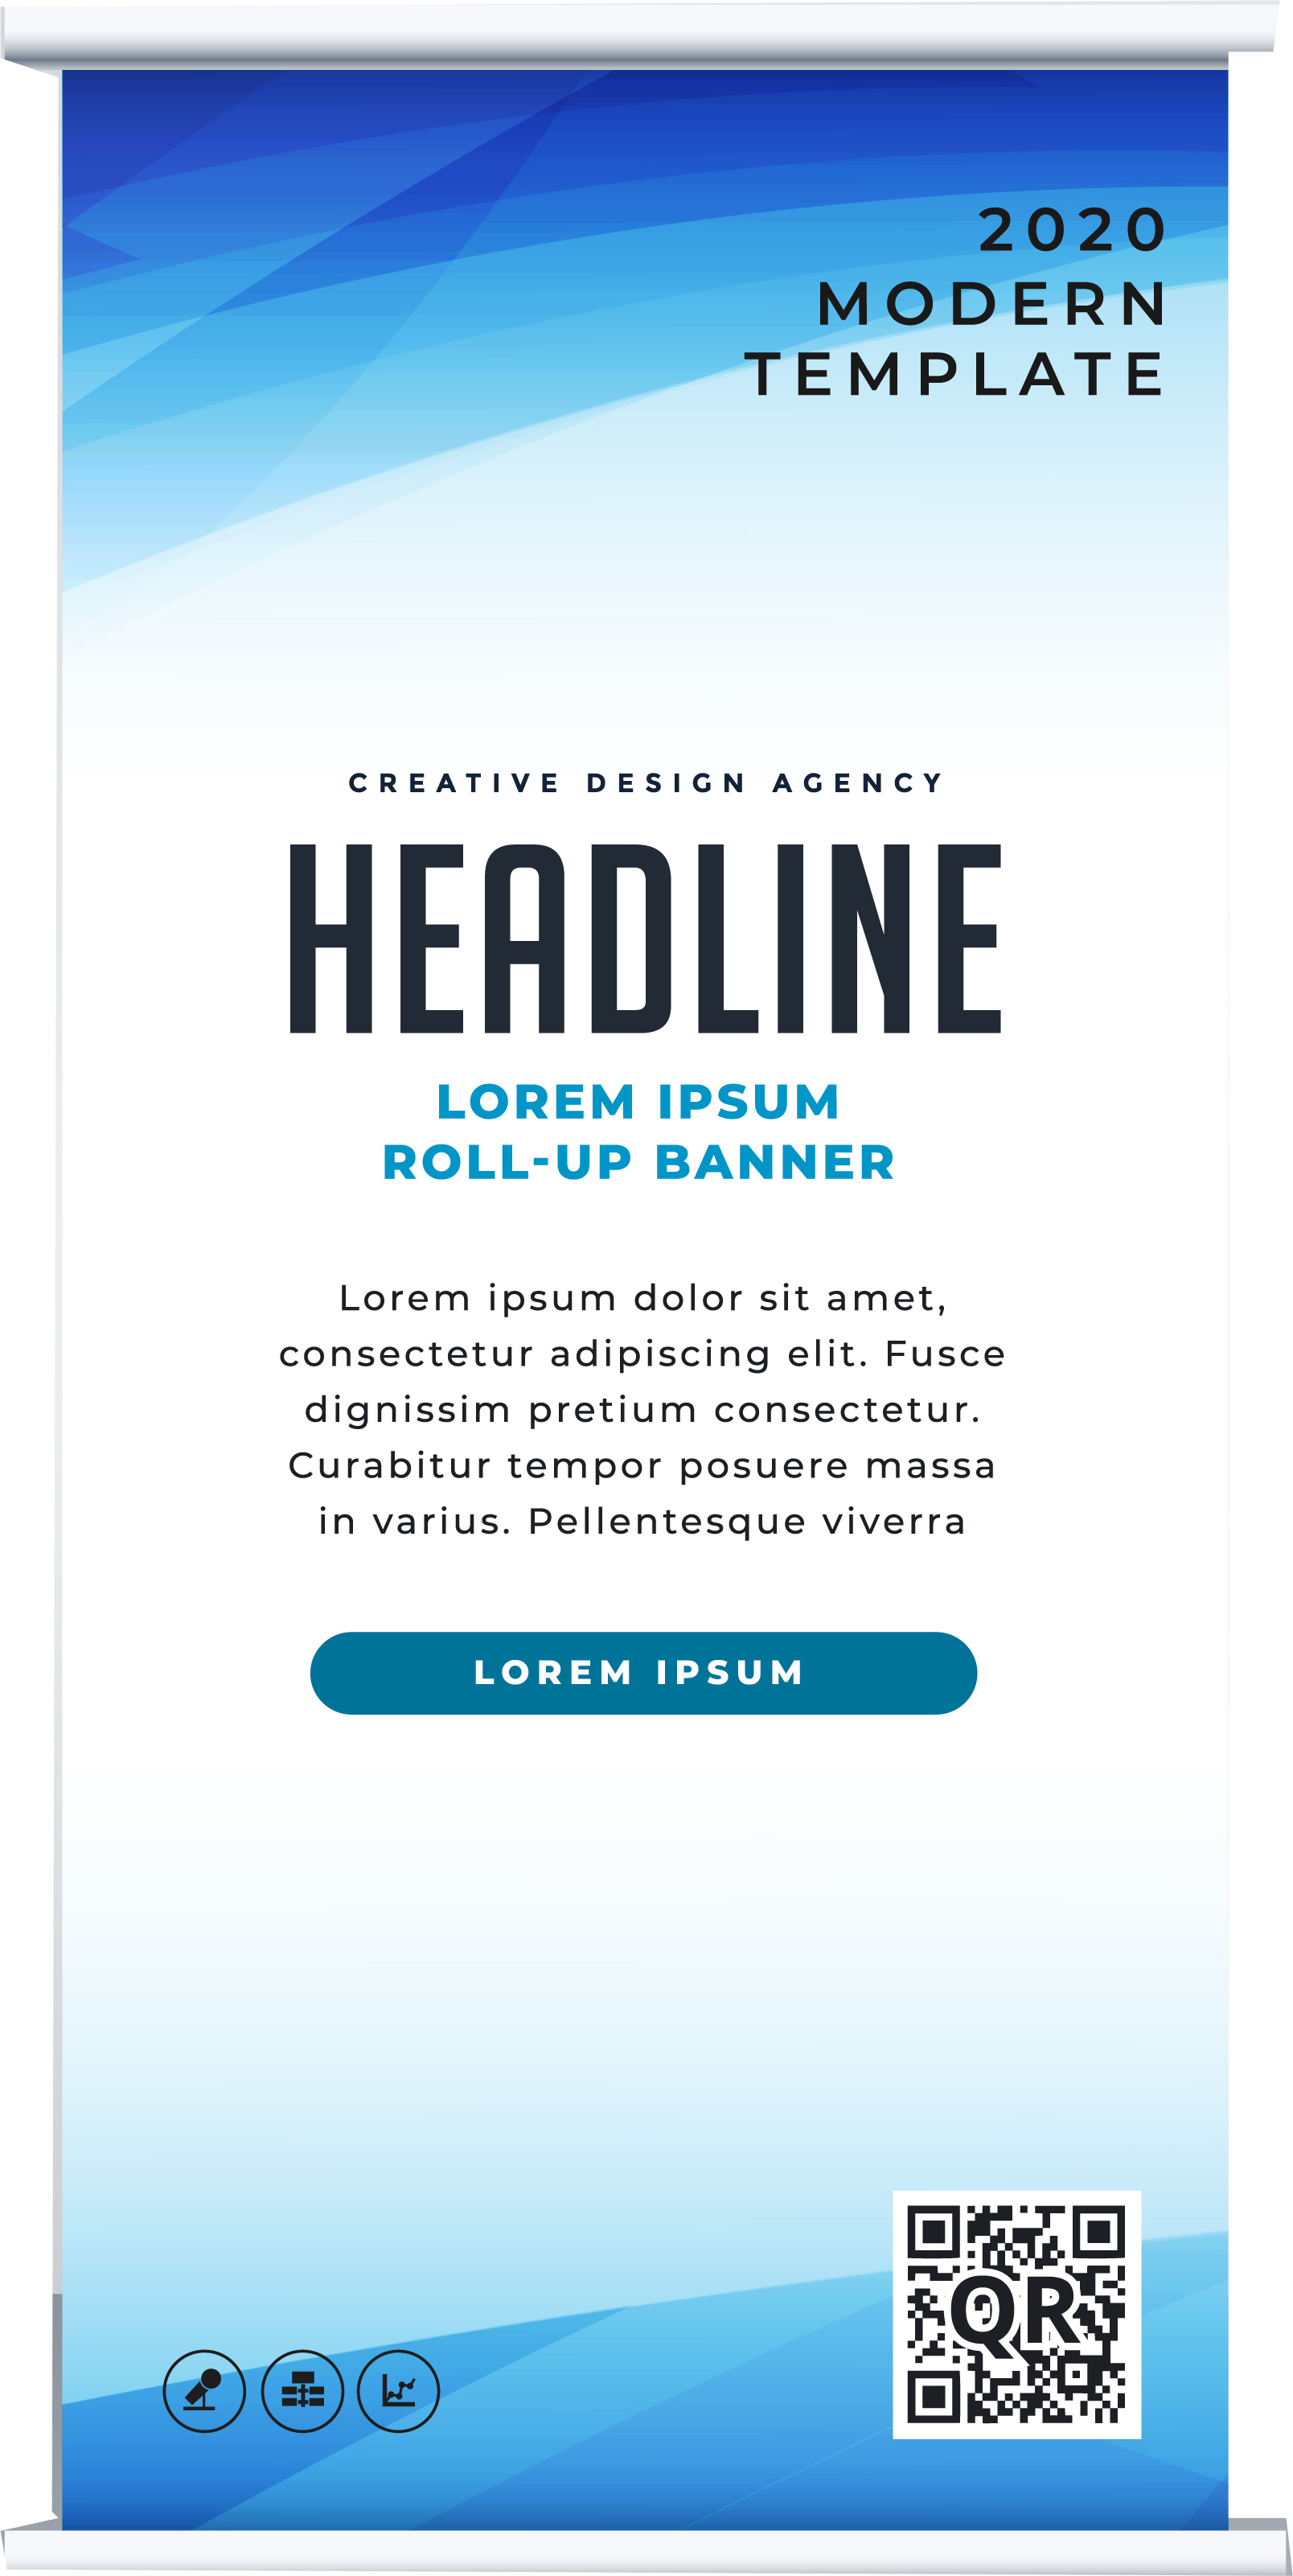 2020
MODERN
TEMPLATE
CREATIVE DESIGN AGENCY
HEADLINE
LOREM IPSUM
ROLL-UP BANNER
Lorem ipsum dolor sit amet,
consectetur adipiscing elit. Fusce
dignissim pretium consectetur.
Curabitur tempor posuere massa
in varius. Pellentesque viverra
LOREM IPSUM
QR